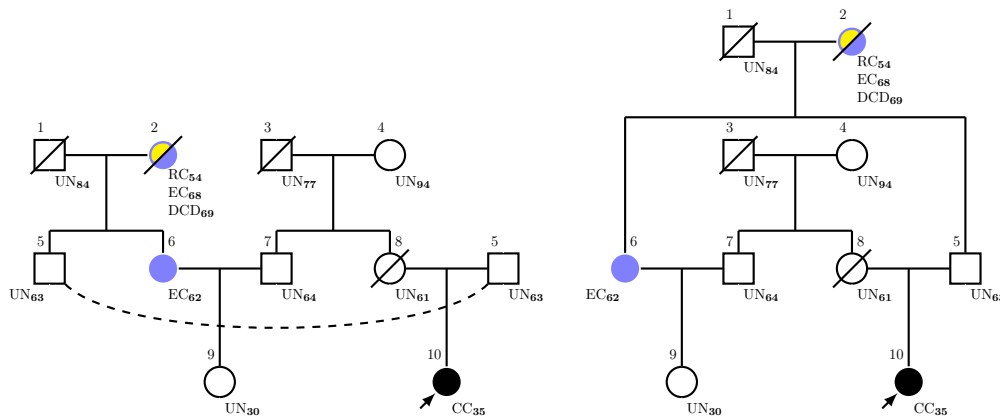 1 2 3 4
UN84 RC54 UN77 UN94
EC68
DCD69
5 6 7 8 5
UN63 EC62 UN64 UN61 UN63
9 10
UN30 CC35
1 2
UN84 RC54
EC68
DCD69
3 4
UN77 UN94
6 7 8 5
EC62 UN64 UN61 UN63
9 10
UN30 CC35